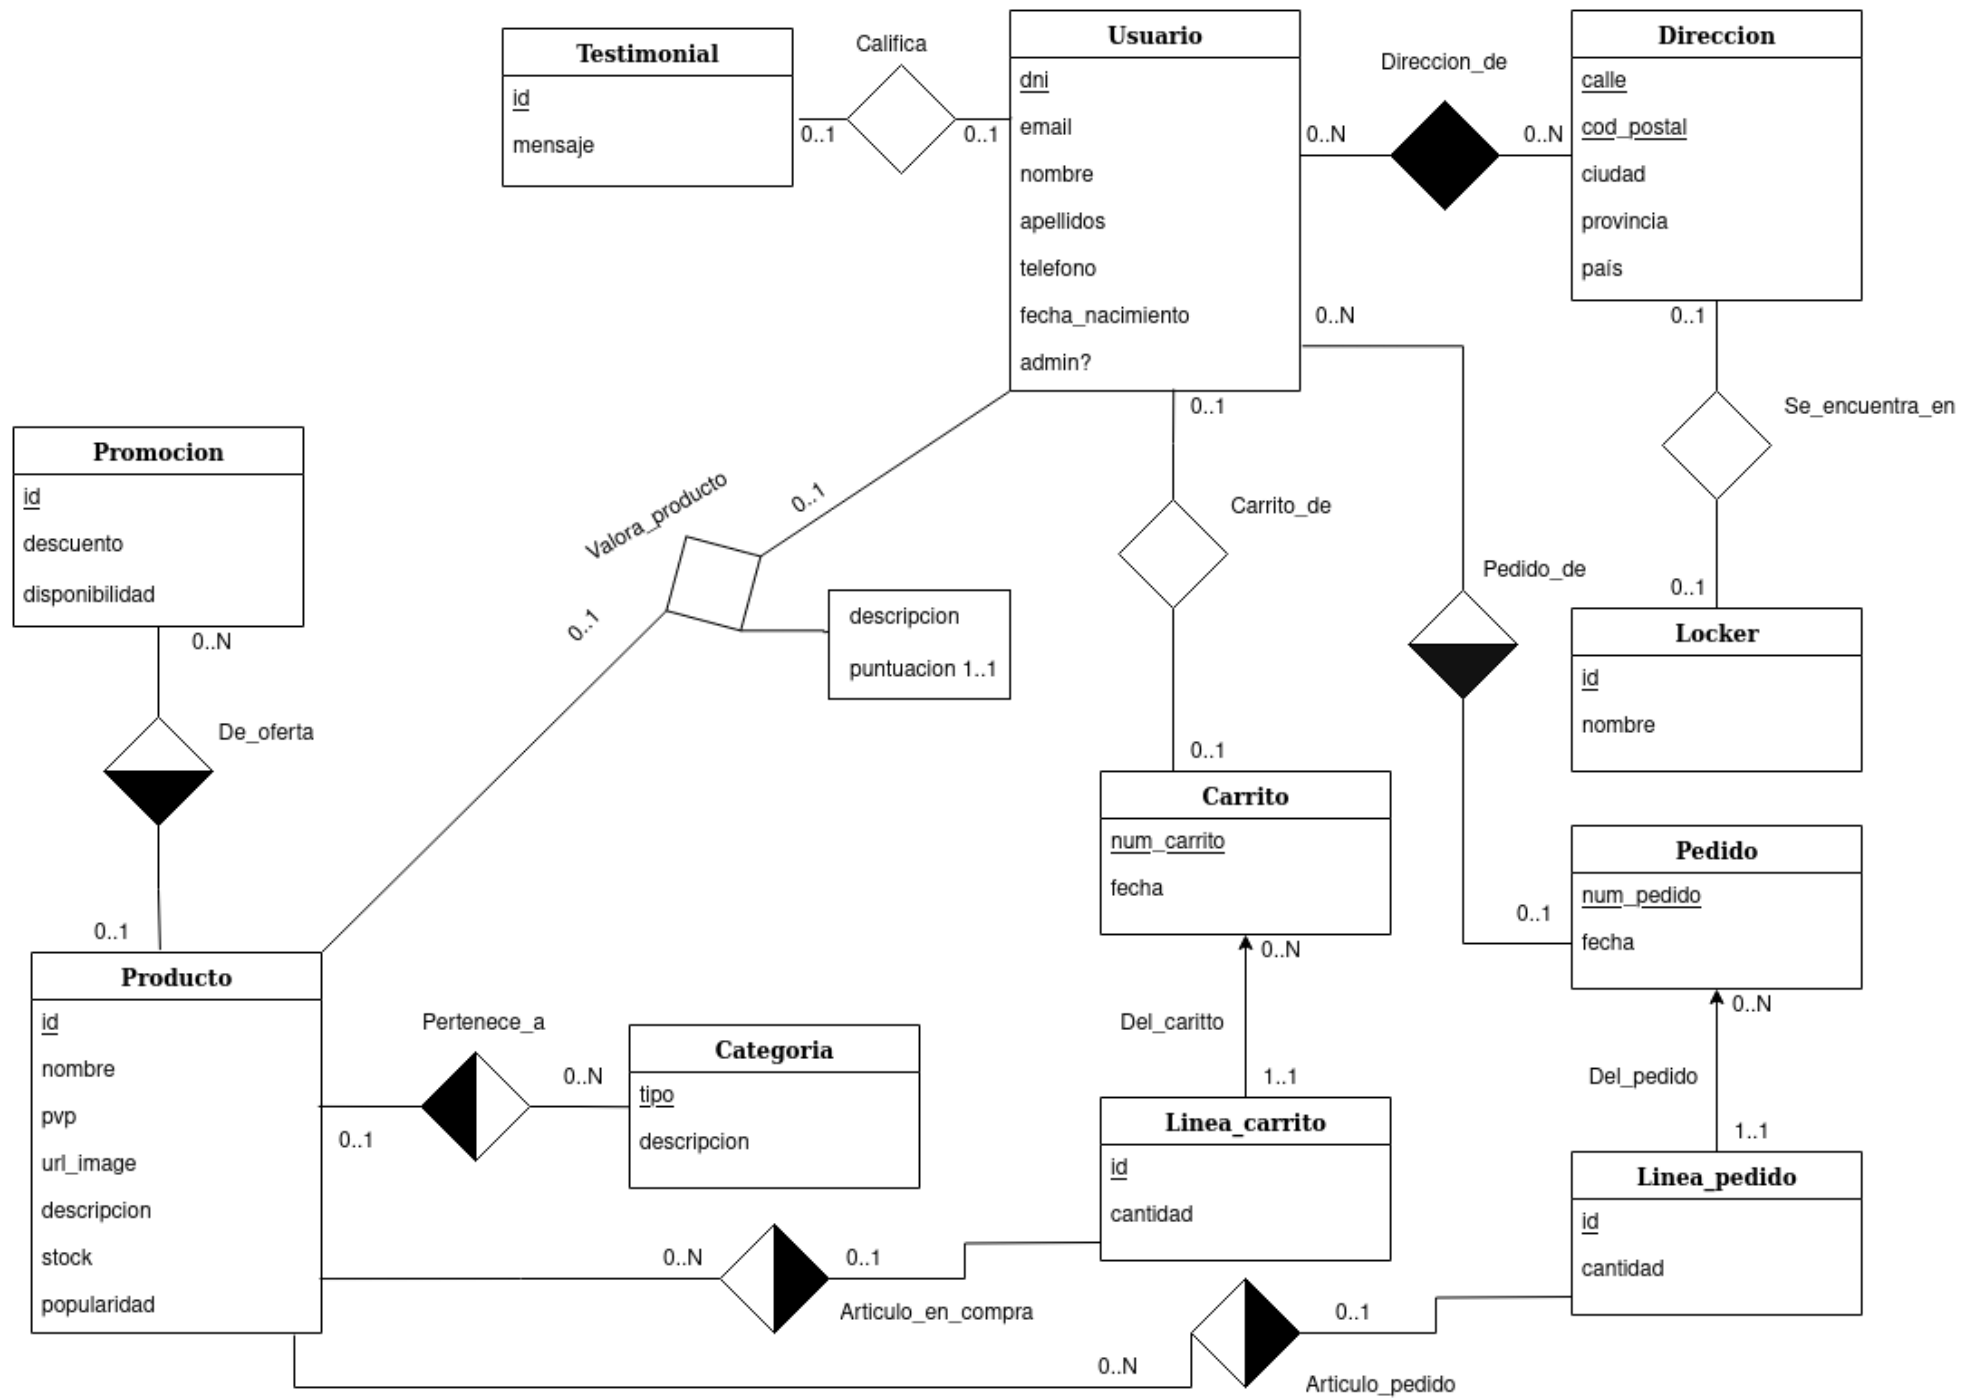 Testimonial
id
mensaje
Califica
0..1
0..1
Usuario
dni
email
nombre
apellidos
telefono
fecha_nacimiento
admin?
Direccion_de
0..N
0..N
Direccion
calle
cod_postal
ciudad
provincia
país
0..N
0..1
Se_encuentra_en
0..1
Locker
id
nombre
Promocion
id
descuento
disponibilidad
0..N
De_oferta
0..1
Valora_producto
0..1
0..1
descripcion
puntuacion 1..1
0..1
Carrito_de
0..1
Pedido_de
0..1
Carrito
num_carrito
fecha
Pedido
num_pedido
fecha
Producto
id
nombre
pvp
url_image
descripcion
stock
popularidad
Pertenece_a
0..1
0..N
Categoria
tipo
descripcion
0..N
Del_caritto
1..1
Linea_carrito
id
cantidad
0..N
Del_pedido
1..1
Linea_pedido
id
cantidad
0..N
0..1
Articulo_en_compra
0..N
0..1
Articulo_pedido